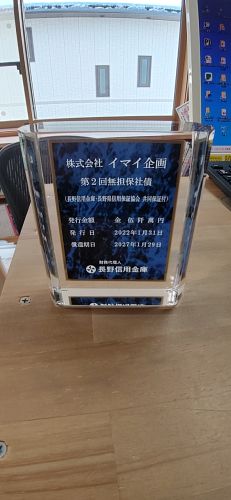 株式会社 イマイ企画
第2回無担保社債
(長野信用金庫・長野県信用保証協会 共同保証付)
発行金額 金 伍阡萬円
発行日 2022年1月31日
償還期日 2027年1月29日
財務代理人
長野信用金庫